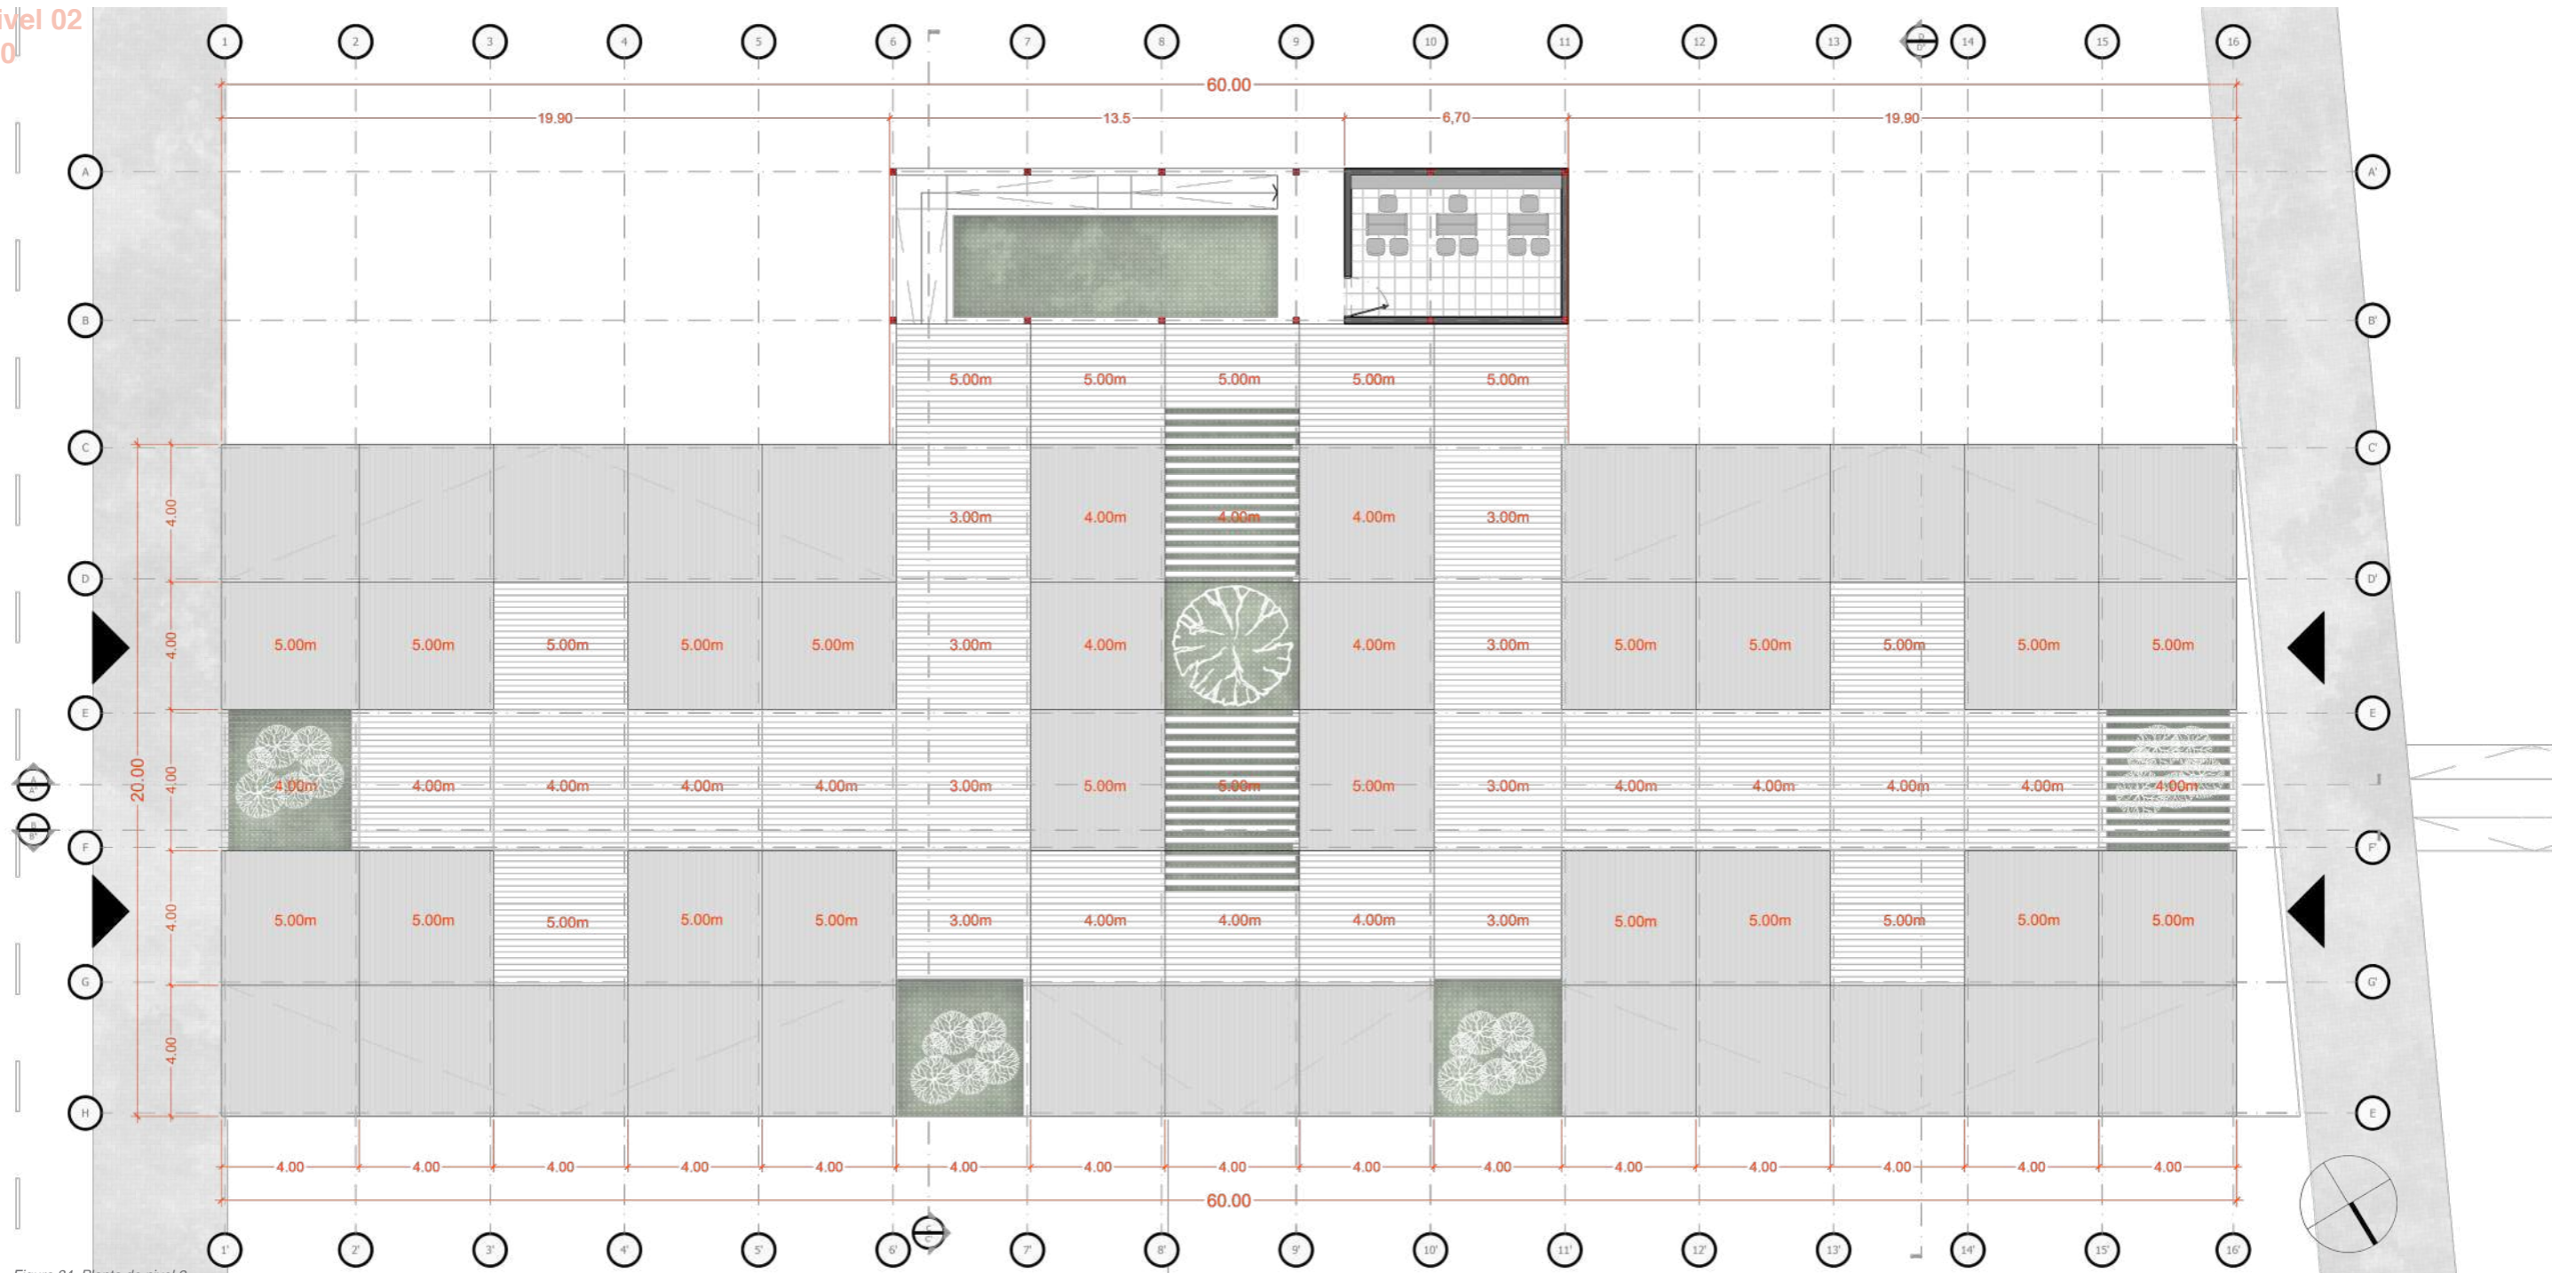 ivel 02
0
1 2 3 4 5 6 7 8 9 10 11 12 13 14 15 16
60.00
19.90 13.5 6,70 19.90
A A'
B B'
5.00m 5.00m 5.00m 5.00m 5.00m
C C'
4.00 3.00m 4.00m 4.00m 4.00m 3.00m
D D'
4.00 5.00m 5.00m 5.00m 5.00m 5.00m 3.00m 4.00m 4.00m 3.00m 5.00m 5.00m 5.00m 5.00m 5.00m
E E
20.00 4.00 4.00m 4.00m 4.00m 4.00m 4.00m 3.00m 5.00m 5.00m 5.00m 3.00m 4.00m 4.00m 4.00m 4.00m 4.00m
F F'
4.00 5.00m 5.00m 5.00m 5.00m 5.00m 3.00m 4.00m 4.00m 4.00m 3.00m 5.00m 5.00m 5.00m 5.00m 5.00m
G G'
4.00
H E
4.00 4.00 4.00 4.00 4.00 4.00 4.00 4.00 4.00 4.00 4.00 4.00 4.00 4.00 4.00
60.00
1' 2' 3' 4' 5' 6' 7' 8' 9' 10' 11' 12' 13' 14' 15' 16'